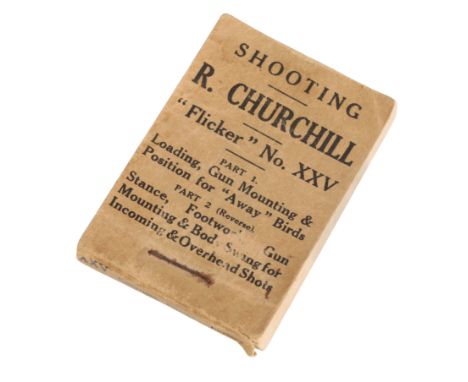 SHOOTING
R. CHURCHILL
"Flicker" No. XXV
PART 1.
Loading, Gun Mounting &
Position for "Away" Birds
PART 2 (Reverse).
Stance, Gun
Mounting & Body Swing for
Incoming & Overhead Shots
XXV